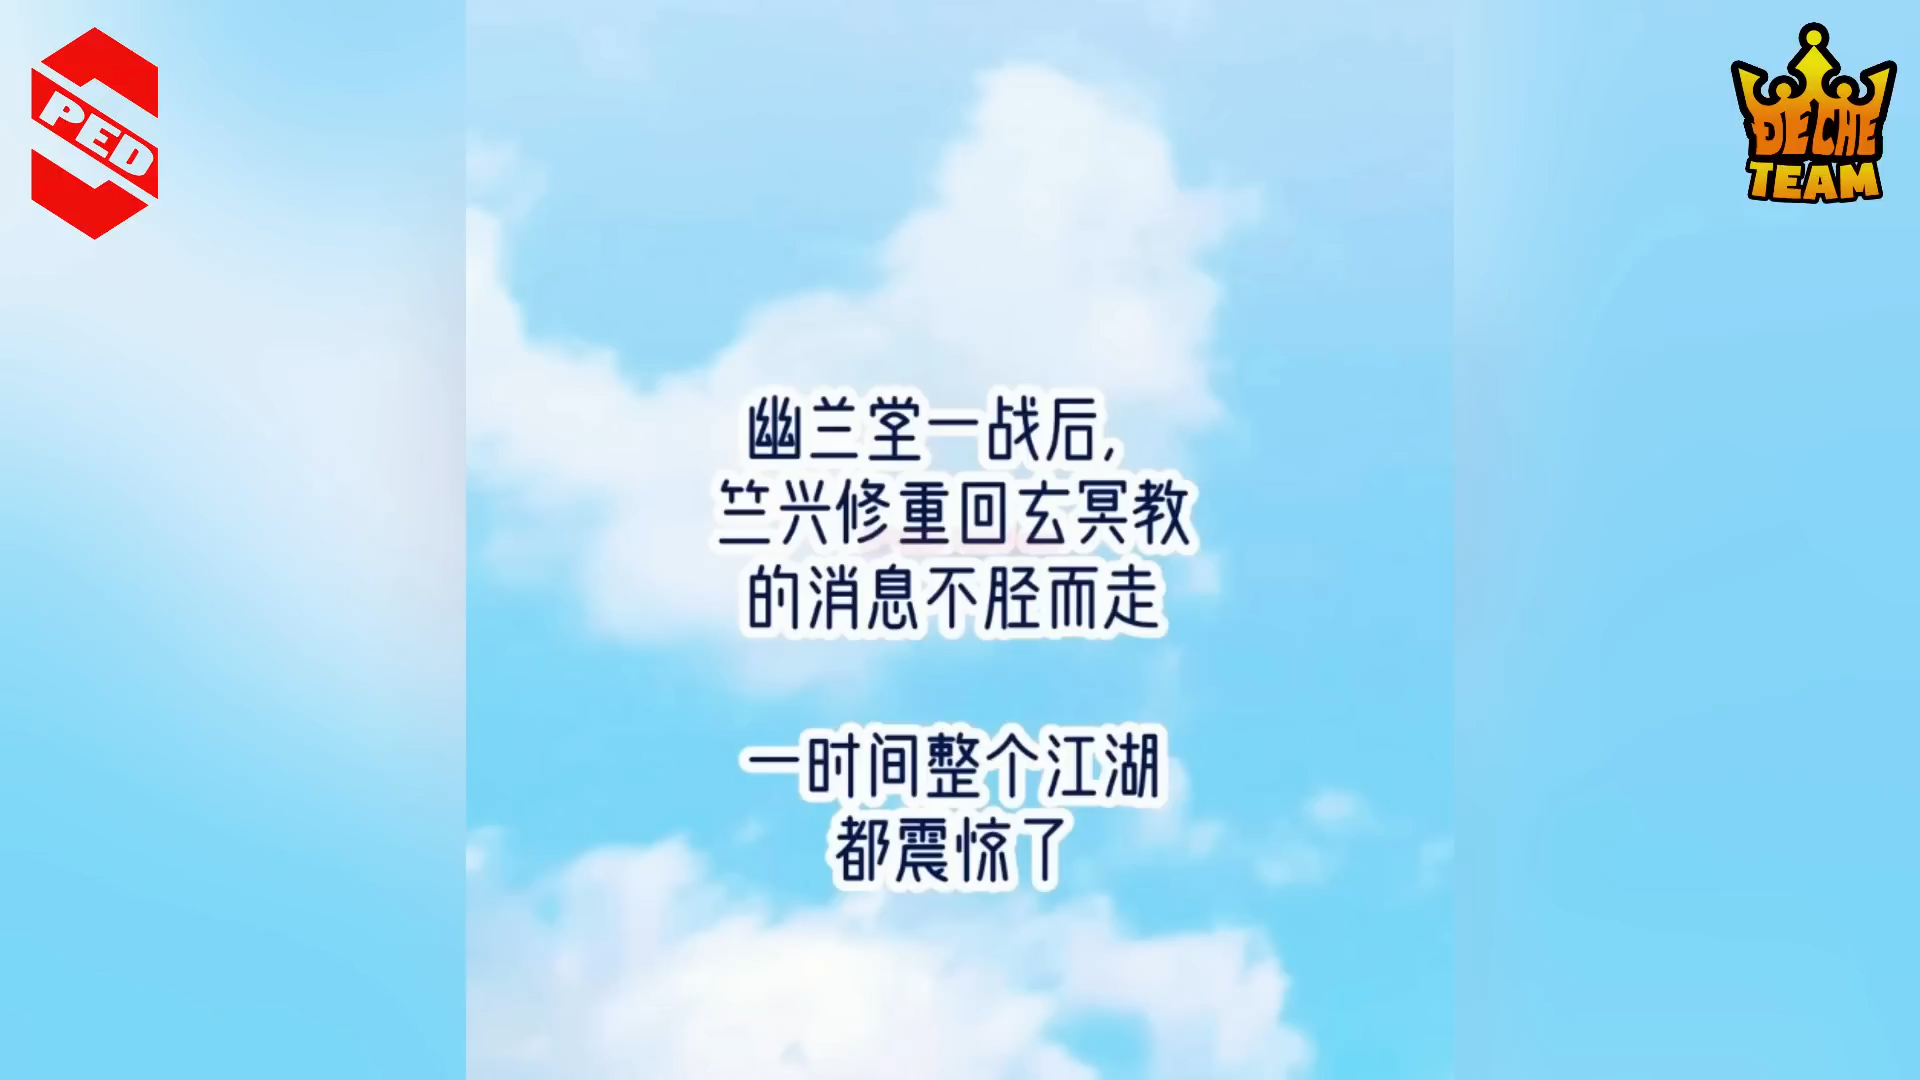 PED
ĐECHE
TEAM
幽兰堂一战后,
竺兴修重回玄冥教
的消息不胫而走
一时间整个江湖
都震惊了